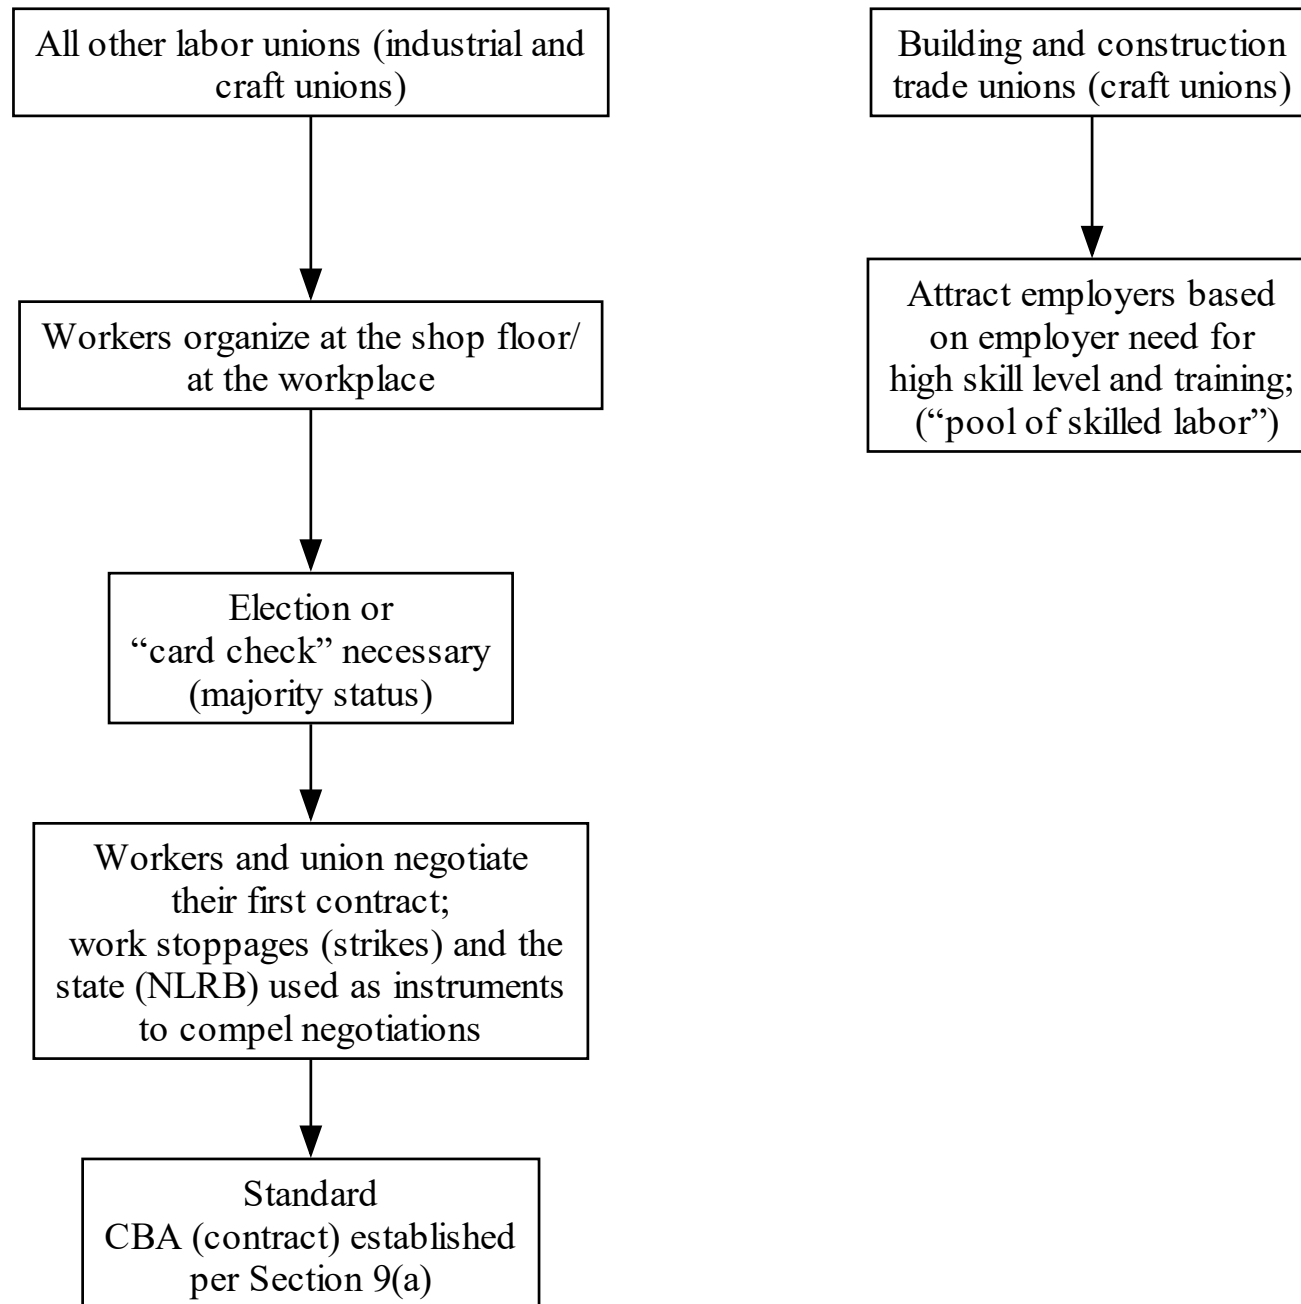 All other labor unions (industrial and
craft unions)
Workers organize at the shop floor/
at the workplace
Election or
“card check” necessary
(majority status)
Workers and union negotiate
their first contract;
work stoppages (strikes) and the
state (NLRB) used as instruments
to compel negotiations
Standard
CBA (contract) established
per Section 9(a)
Building and construction
trade unions (craft unions)
Attract employers based
on employer need for
high skill level and training;
(“pool of skilled labor”)